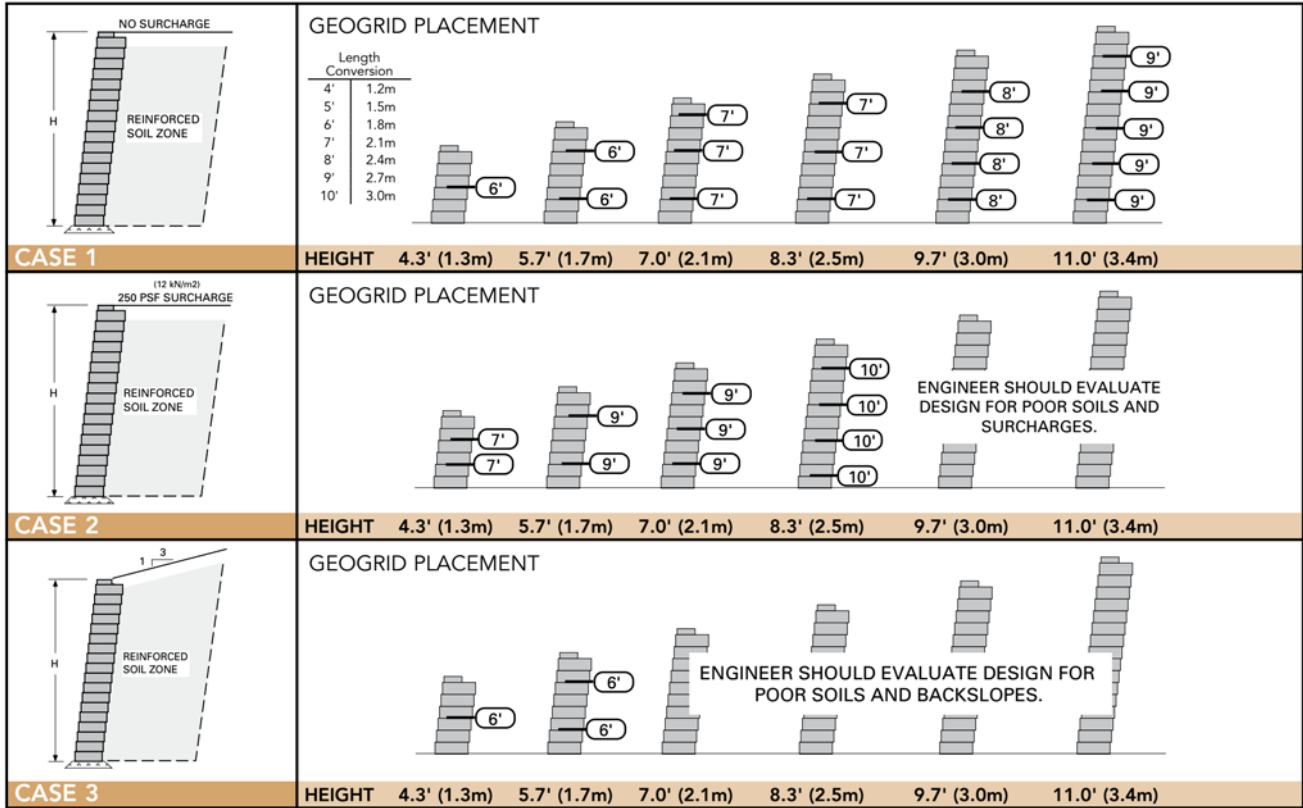 NO SURCHARGE
H
REINFORCED
SOIL ZONE
CASE 1
GEOGRID PLACEMENT
Length
Conversion
4' 1.2m
5' 1.5m
6' 1.8m
7' 2.1m
8' 2.4m
9' 2.7m
10' 3.0m
6'
6'
6'
7'
7'
7'
7'
7'
7'
8'
8'
8'
8'
9'
9'
9'
9'
9'
HEIGHT 4.3' (1.3m) 5.7' (1.7m) 7.0' (2.1m) 8.3' (2.5m) 9.7' (3.0m) 11.0' (3.4m)
(12 kN/m2)
250 PSF SURCHARGE
H
REINFORCED
SOIL ZONE
CASE 2
GEOGRID PLACEMENT
7'
7'
9'
9'
9'
9'
9'
10'
10'
10'
10'
ENGINEER SHOULD EVALUATE
DESIGN FOR POOR SOILS AND
SURCHARGES.
HEIGHT 4.3' (1.3m) 5.7' (1.7m) 7.0' (2.1m) 8.3' (2.5m) 9.7' (3.0m) 11.0' (3.4m)
3
1
H
REINFORCED
SOIL ZONE
CASE 3
GEOGRID PLACEMENT
6'
6'
6'
ENGINEER SHOULD EVALUATE DESIGN FOR
POOR SOILS AND BACKSLOPES.
HEIGHT 4.3' (1.3m) 5.7' (1.7m) 7.0' (2.1m) 8.3' (2.5m) 9.7' (3.0m) 11.0' (3.4m)